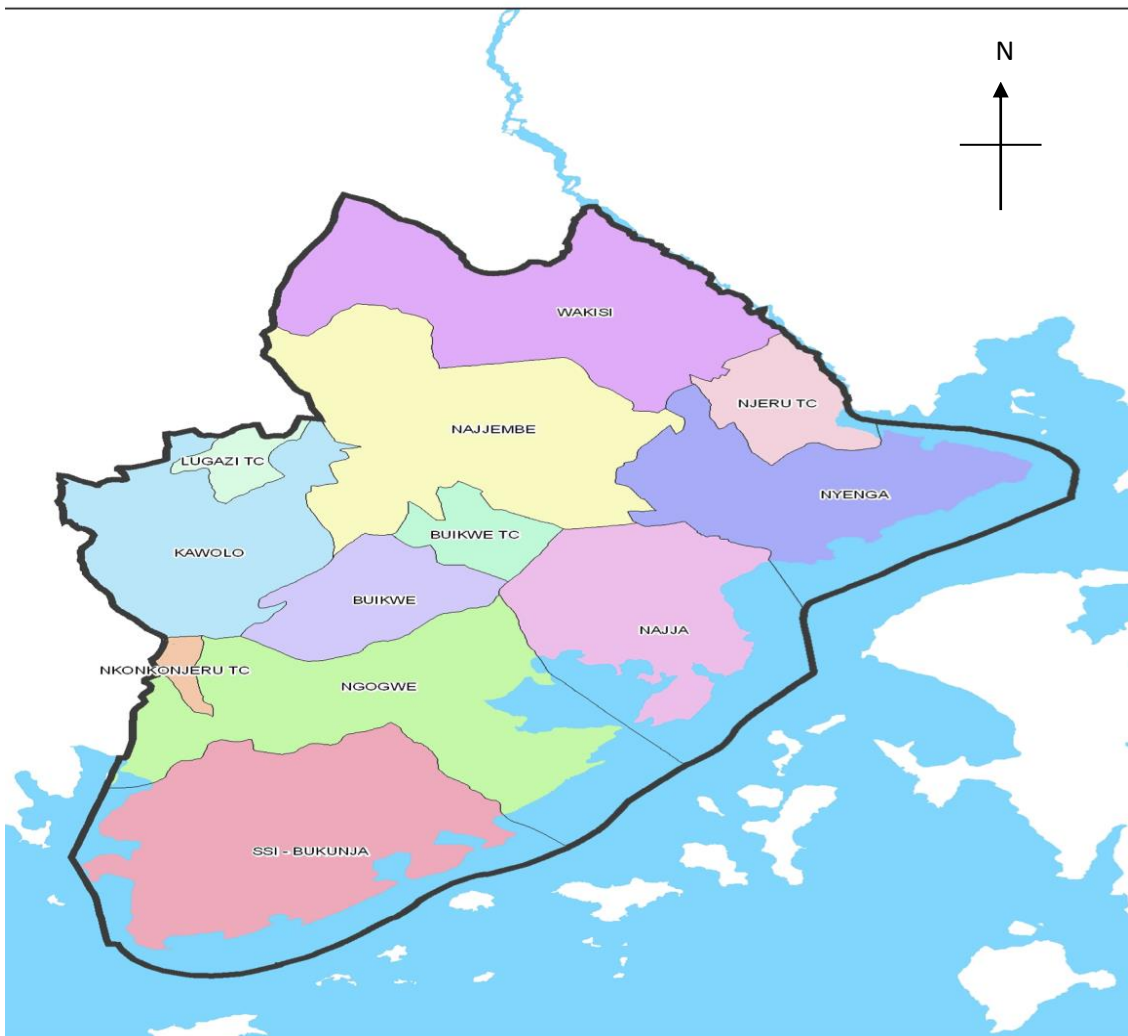 N
WAKISI
NJERU TC
NAJJEMBE
LUGAZI TC
NYENGA
BUIKWE TC
KAWOLO
BUIKWE
NAJJA
NKONKONJERU TC
NGOGWE
SSI - BUKUNJA